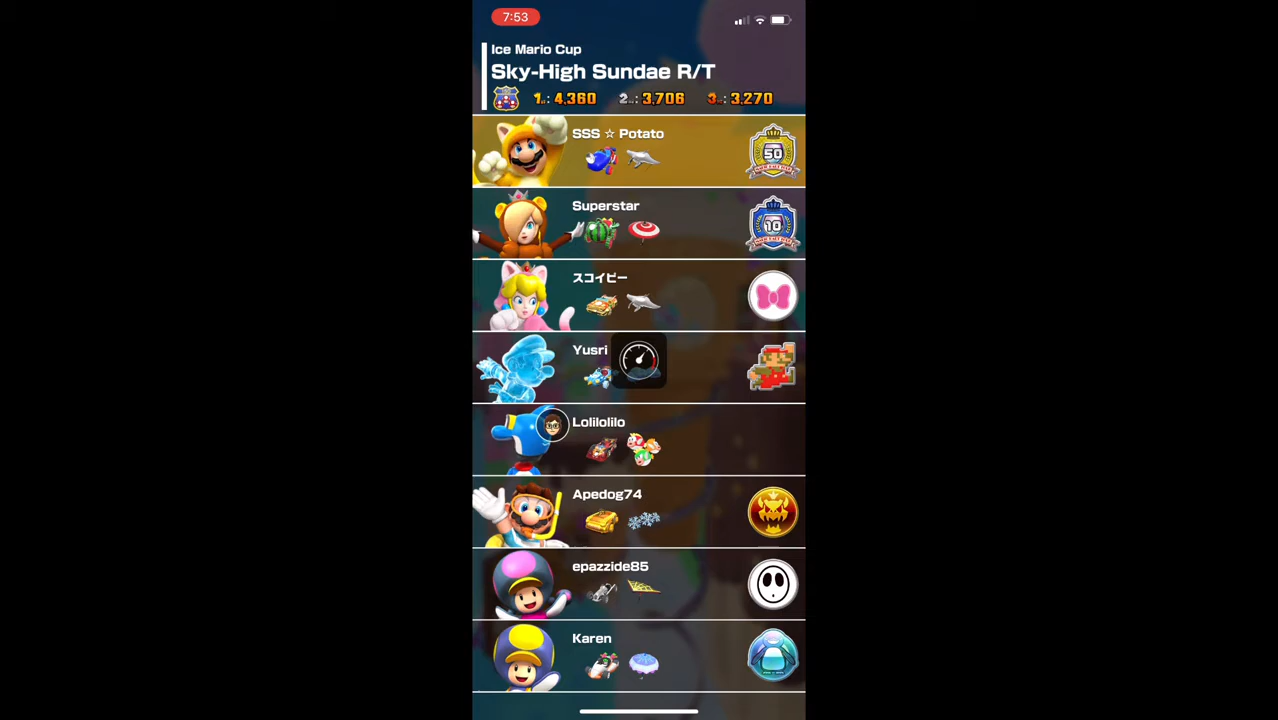 7:53
Ice Mario Cup
Sky-High Sundae R/T
1st: 4,360 2nd: 3,706 3rd: 3,270
SSS ☆ Potato
50
Superstar
10
スコイピー
Yusri
Lolilolilo
Apedog74
epazzide85
Karen